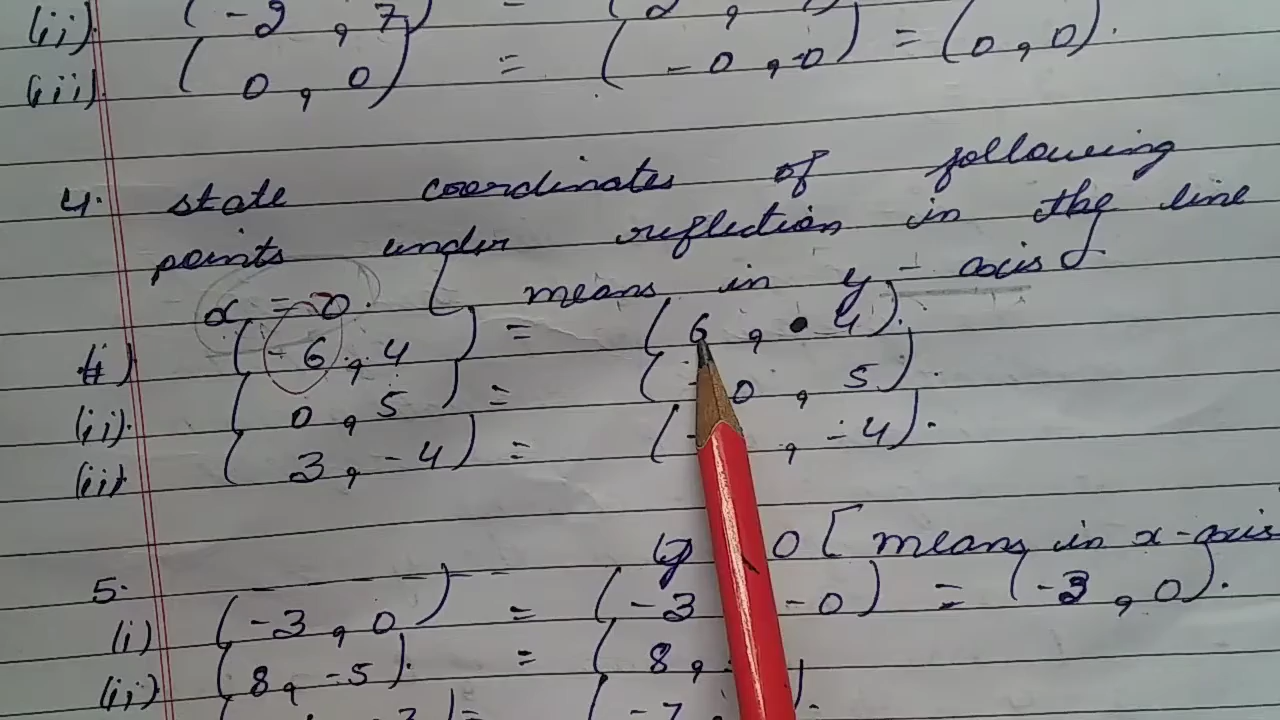 (ii). (-2, 7) = (2,
(iii). (0, 0) = (-0, -0) = (0, 0).
4. state coordinates of following
points under reflection in the line
x = 0. [means in y-axis]
(i) (-6, 4) = (6, 4).
(ii). (0, 5) = (-0, 5).
(ii) (3, -4) = (- , -4).
0 [means in x-axis
5.
(i) (-3, 0) = (-3 -0) = (-3, 0).
(ii) (8, -5). = (8,
= (-7,